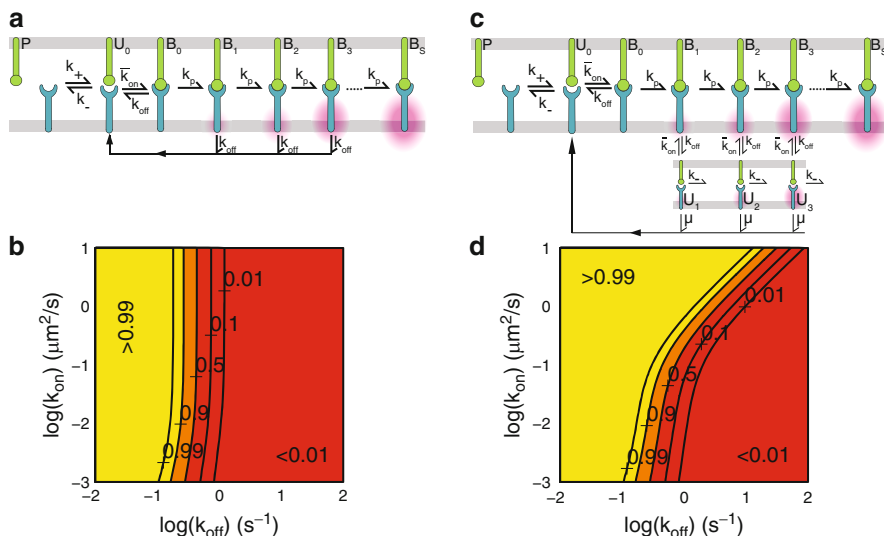 a
P U₀ B₀ B₁ B₂ B₃ Bₛ
k₊ k̅ₒₙ kₚ kₚ kₚ kₚ
k₋ kₒff
kₒff kₒff kₒff
b
log(kₒₙ) (μm²/s)
1
0
−1
−2
−3
>0.99
0.01
0.1
0.5
0.9
0.99
<0.01
−2 −1 0 1 2
log(kₒff) (s⁻¹)
c
P U₀ B₀ B₁ B₂ B₃ Bₛ
k₊ k̅ₒₙ kₚ kₚ kₚ kₚ
k₋ kₒff
k̅ₒₙ kₒff k̅ₒₙ kₒff k̅ₒₙ kₒff
k₋ k₋ k₋
U₁ U₂ U₃
μ μ μ
d
log(kₒₙ) (μm²/s)
1
0
−1
−2
−3
>0.99
0.01
0.1
0.5
0.9
0.99
<0.01
−2 −1 0 1 2
log(kₒff) (s⁻¹)